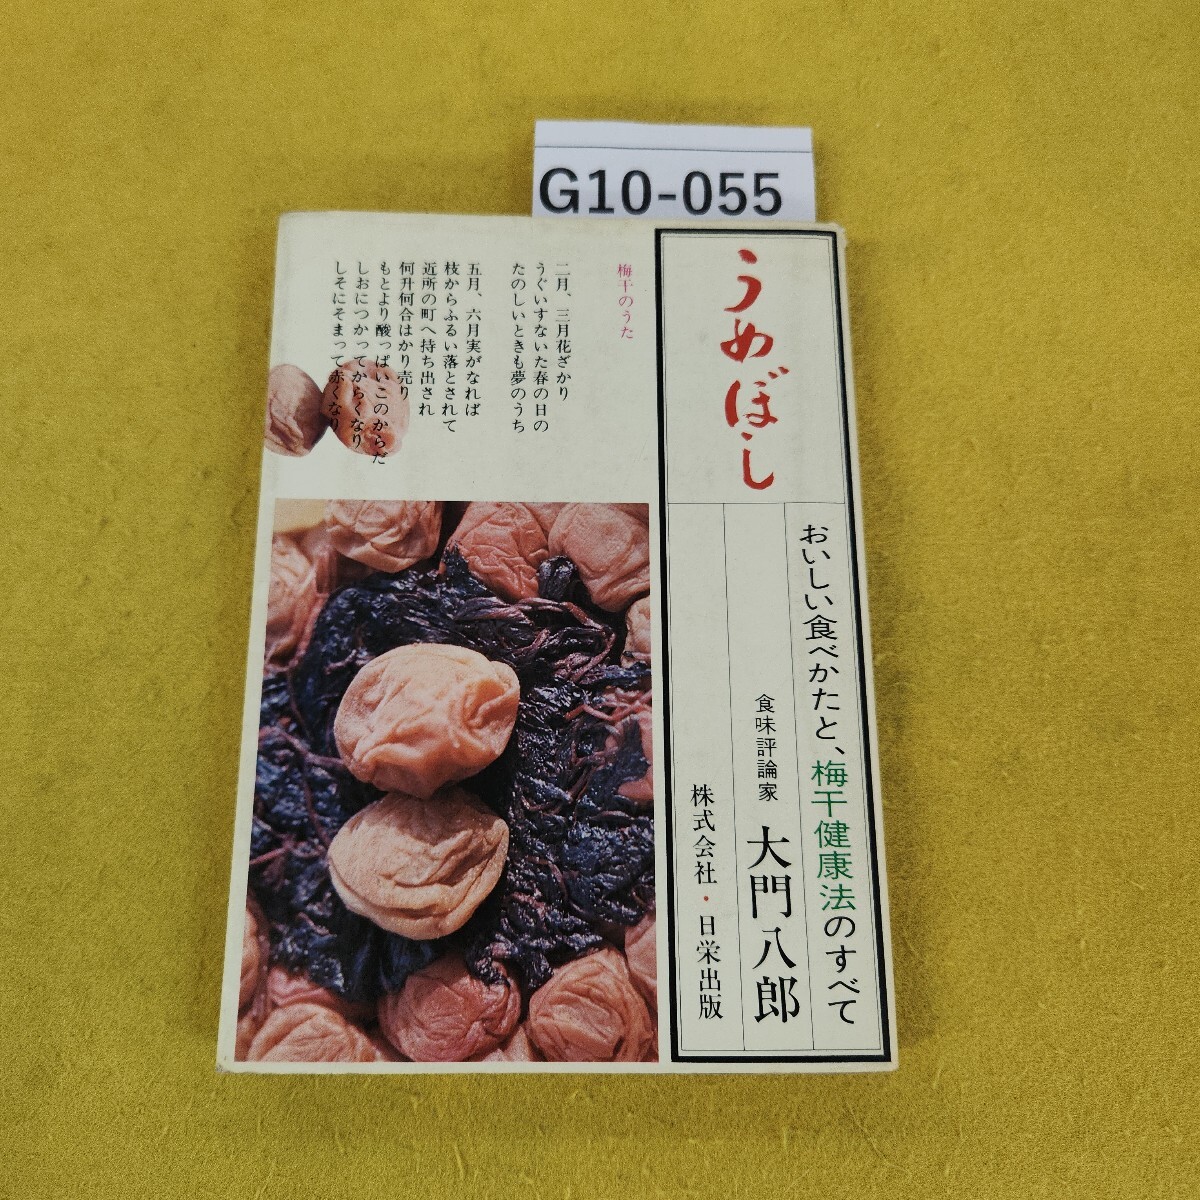 G10-055
うめぼし
おいしい食べかたと、梅干健康法のすべて
食味評論家 大門八郎
株式会社・日栄出版
梅干のうた
二月、三月花ざかり
うぐいすないた春の日の
たのしいときも夢のうち
五月、六月実がなれば
枝からふるい落とされて
近所の町へ持ち出され
何升何合はかり売り
もとより酸っぱいこのからだ
しおにつかってからくなり
しそにそまって赤くなり